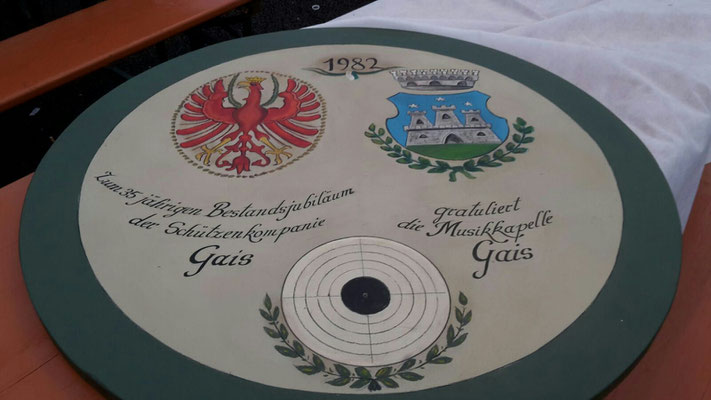 1982
Zum 35 jährigen Bestandsjubiläum
der Schützenkompanie
Gais
gratuliert
die Musikkapelle
Gais